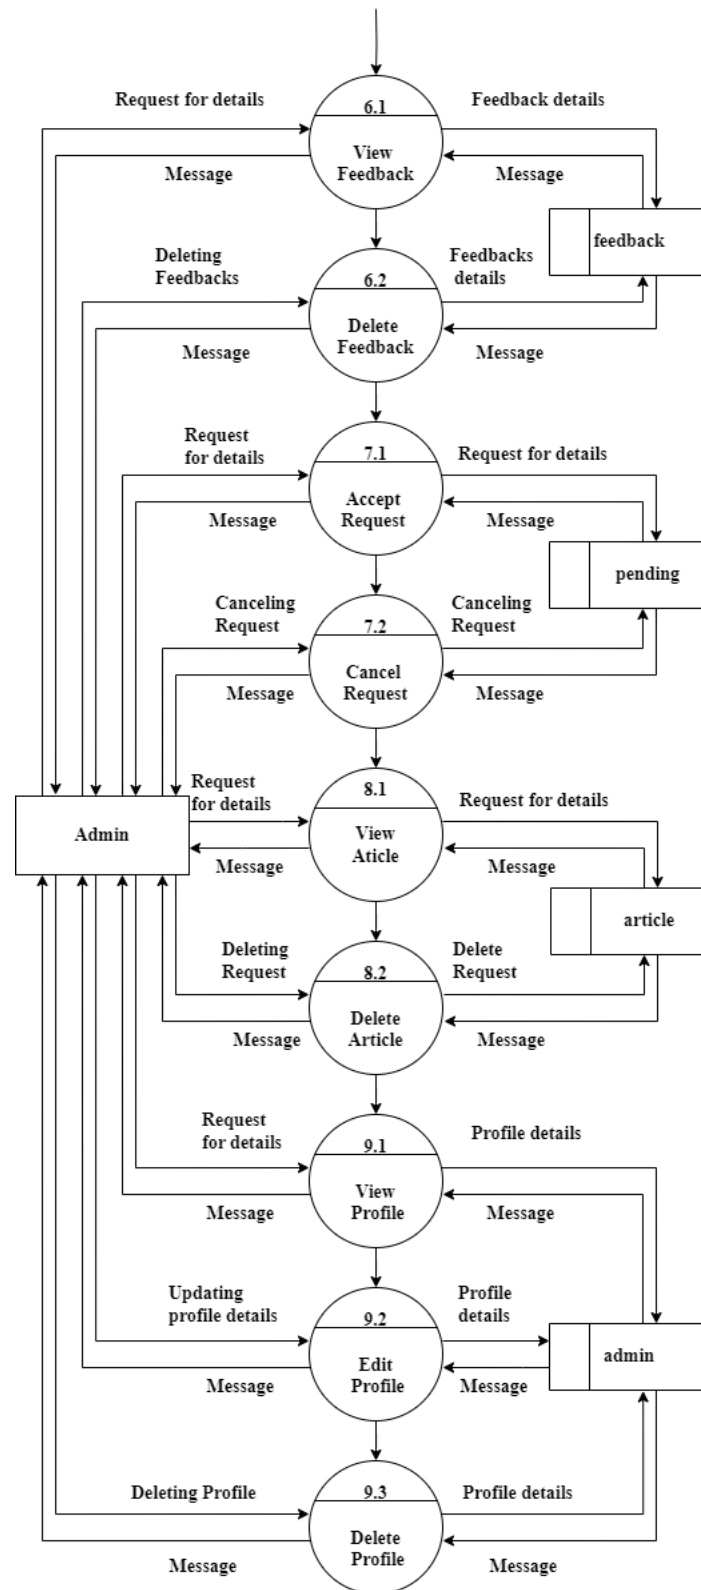 6.1
Request for details
Feedback details
View
Feedback
Message
Message
feedback
Deleting
Feedbacks
6.2
Feedbacks
details
Delete
Feedback
Message
Message
Request
for details
7.1
Request for details
Accept
Request
Message
Message
pending
Canceling
Request
7.2
Canceling
Request
Cancel
Request
Message
Message
Admin
Request
for details
8.1
Request for details
View
Aticle
Message
Message
article
Deleting
Request
8.2
Delete
Request
Delete
Article
Message
Message
Request
for details
9.1
Profile details
View
Profile
Message
Message
Updating
profile details
9.2
Profile
details
admin
Edit
Profile
Message
Message
Deleting Profile
9.3
Profile details
Delete
Profile
Message
Message